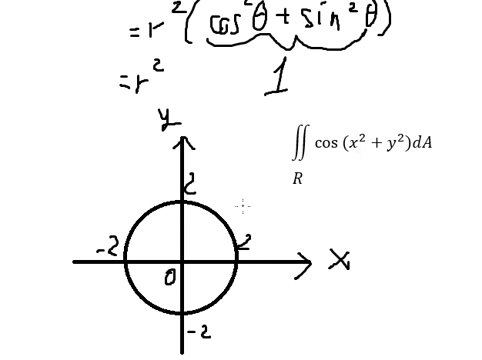 =r²(cos²θ + sin²θ)
=r²
1
y
∬ cos (x² + y²)dA
R
2
-2
2
x
0
-2